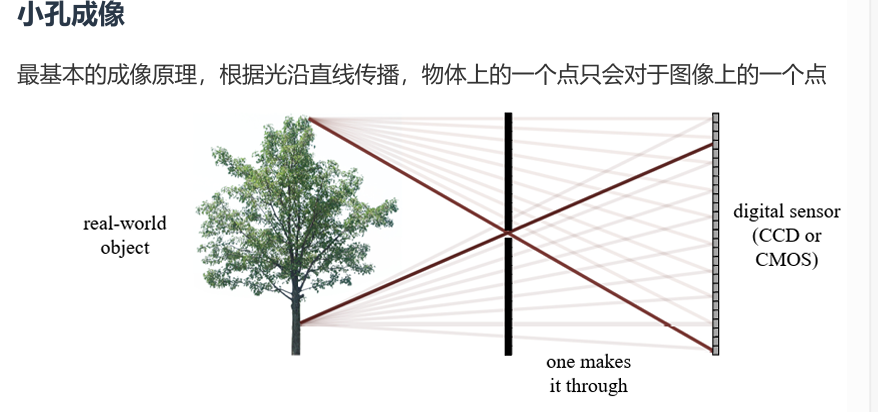 小孔成像
最基本的成像原理，根据光沿直线传播，物体上的一个点只会对于图像上的一个点
real-world
object
digital sensor
(CCD or
CMOS)
one makes
it through